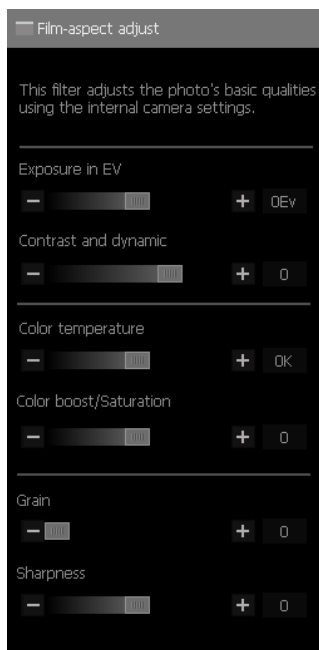 Film-aspect adjust
This filter adjusts the photo's basic qualities
using the internal camera settings.
Exposure in EV
− + 0Ev
Contrast and dynamic
− + 0
Color temperature
− + 0K
Color boost/Saturation
− + 0
Grain
− + 0
Sharpness
− + 0